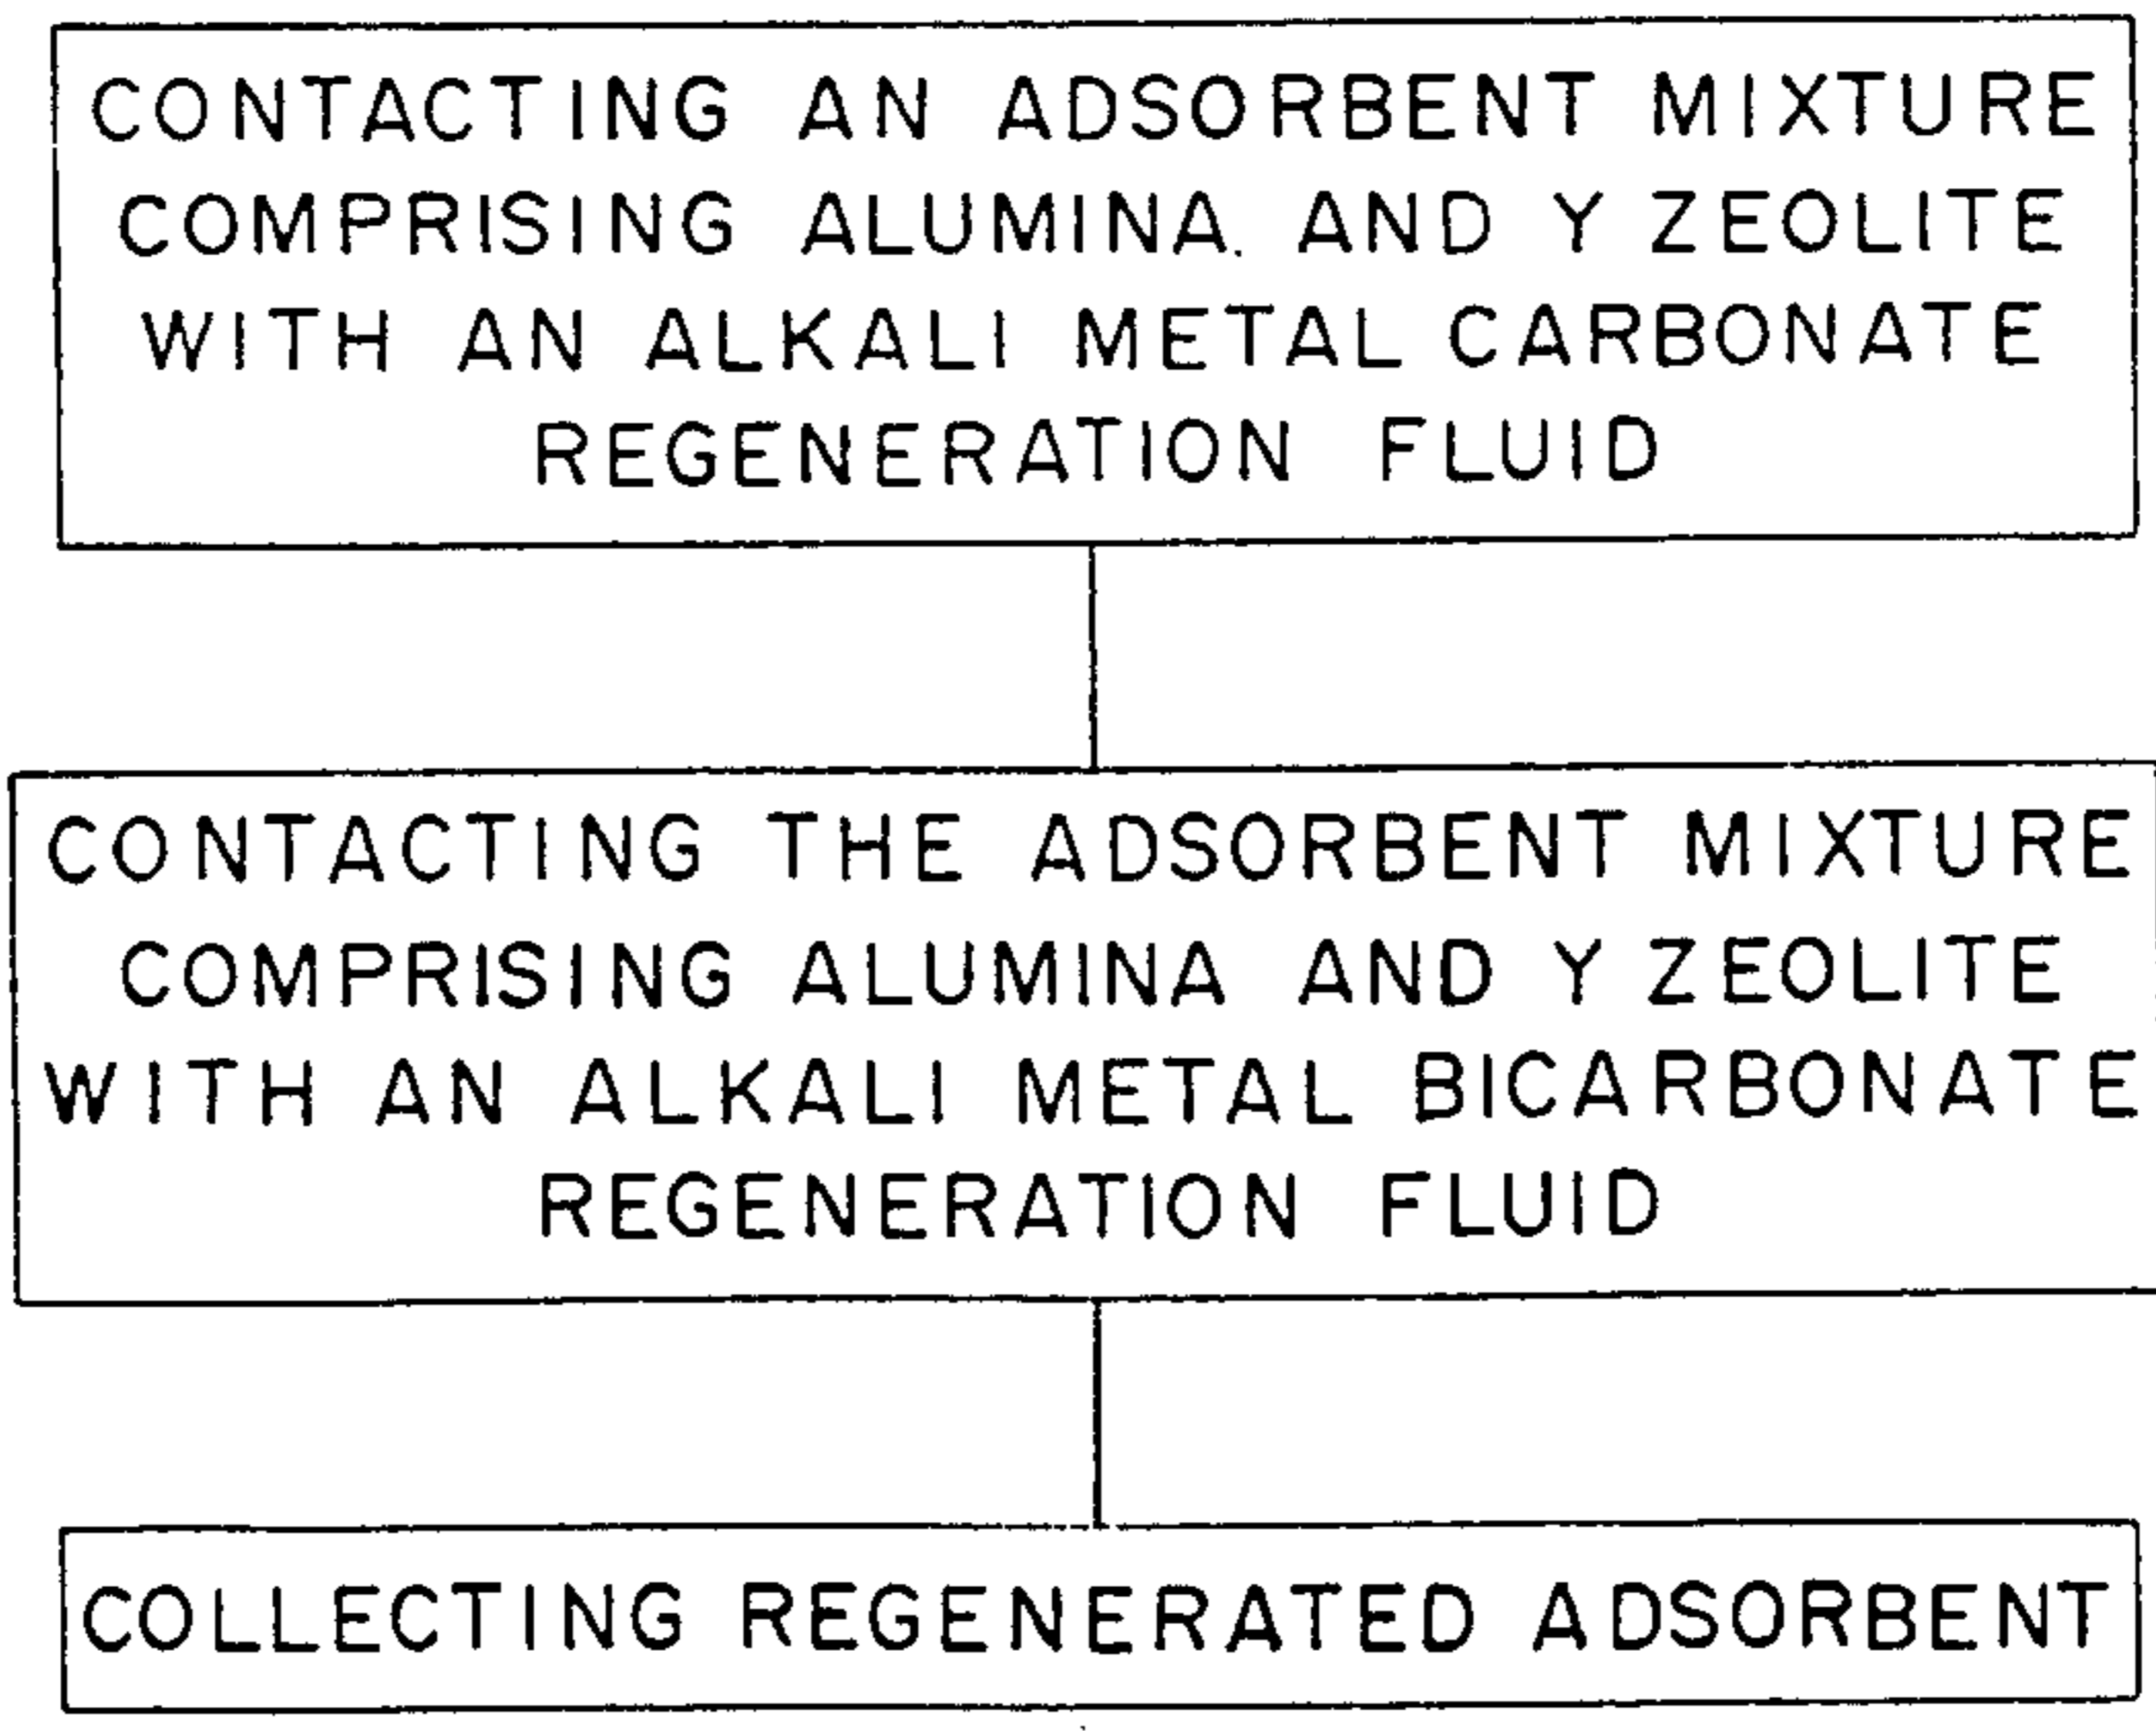 CONTACTING AN ADSORBENT MIXTURE
COMPRISING ALUMINA. AND Y ZEOLITE
WITH AN ALKALI METAL CARBONATE
REGENERATION FLUID
CONTACTING THE ADSORBENT MIXTURE
COMPRISING ALUMINA AND Y ZEOLITE
WITH AN ALKALI METAL BICARBONATE
REGENERATION FLUID
COLLECTING REGENERATED ADSORBENT